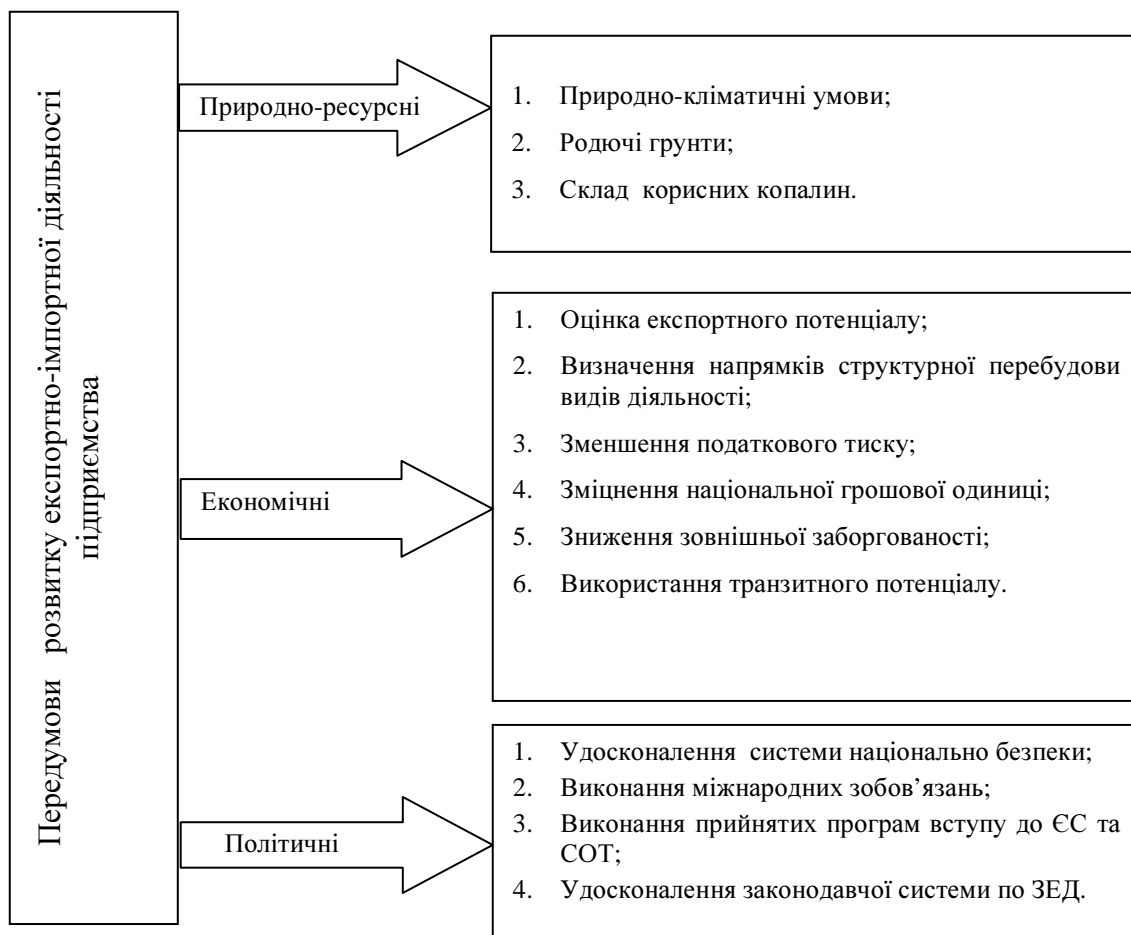 Передумови розвитку експортно-імпортної діяльності
підприємства
Природно-ресурсні
1. Природно-кліматичні умови;
2. Родючі грунти;
3. Склад корисних копалин.
Економічні
1. Оцінка експортного потенціалу;
2. Визначення напрямків структурної перебудови
видів діяльності;
3. Зменшення податкового тиску;
4. Зміцнення національної грошової одиниці;
5. Зниження зовнішньої заборгованості;
6. Використання транзитного потенціалу.
Політичні
1. Удосконалення системи національно безпеки;
2. Виконання міжнародних зобов’язань;
3. Виконання прийнятих програм вступу до ЄС та
СОТ;
4. Удосконалення законодавчої системи по ЗЕД.